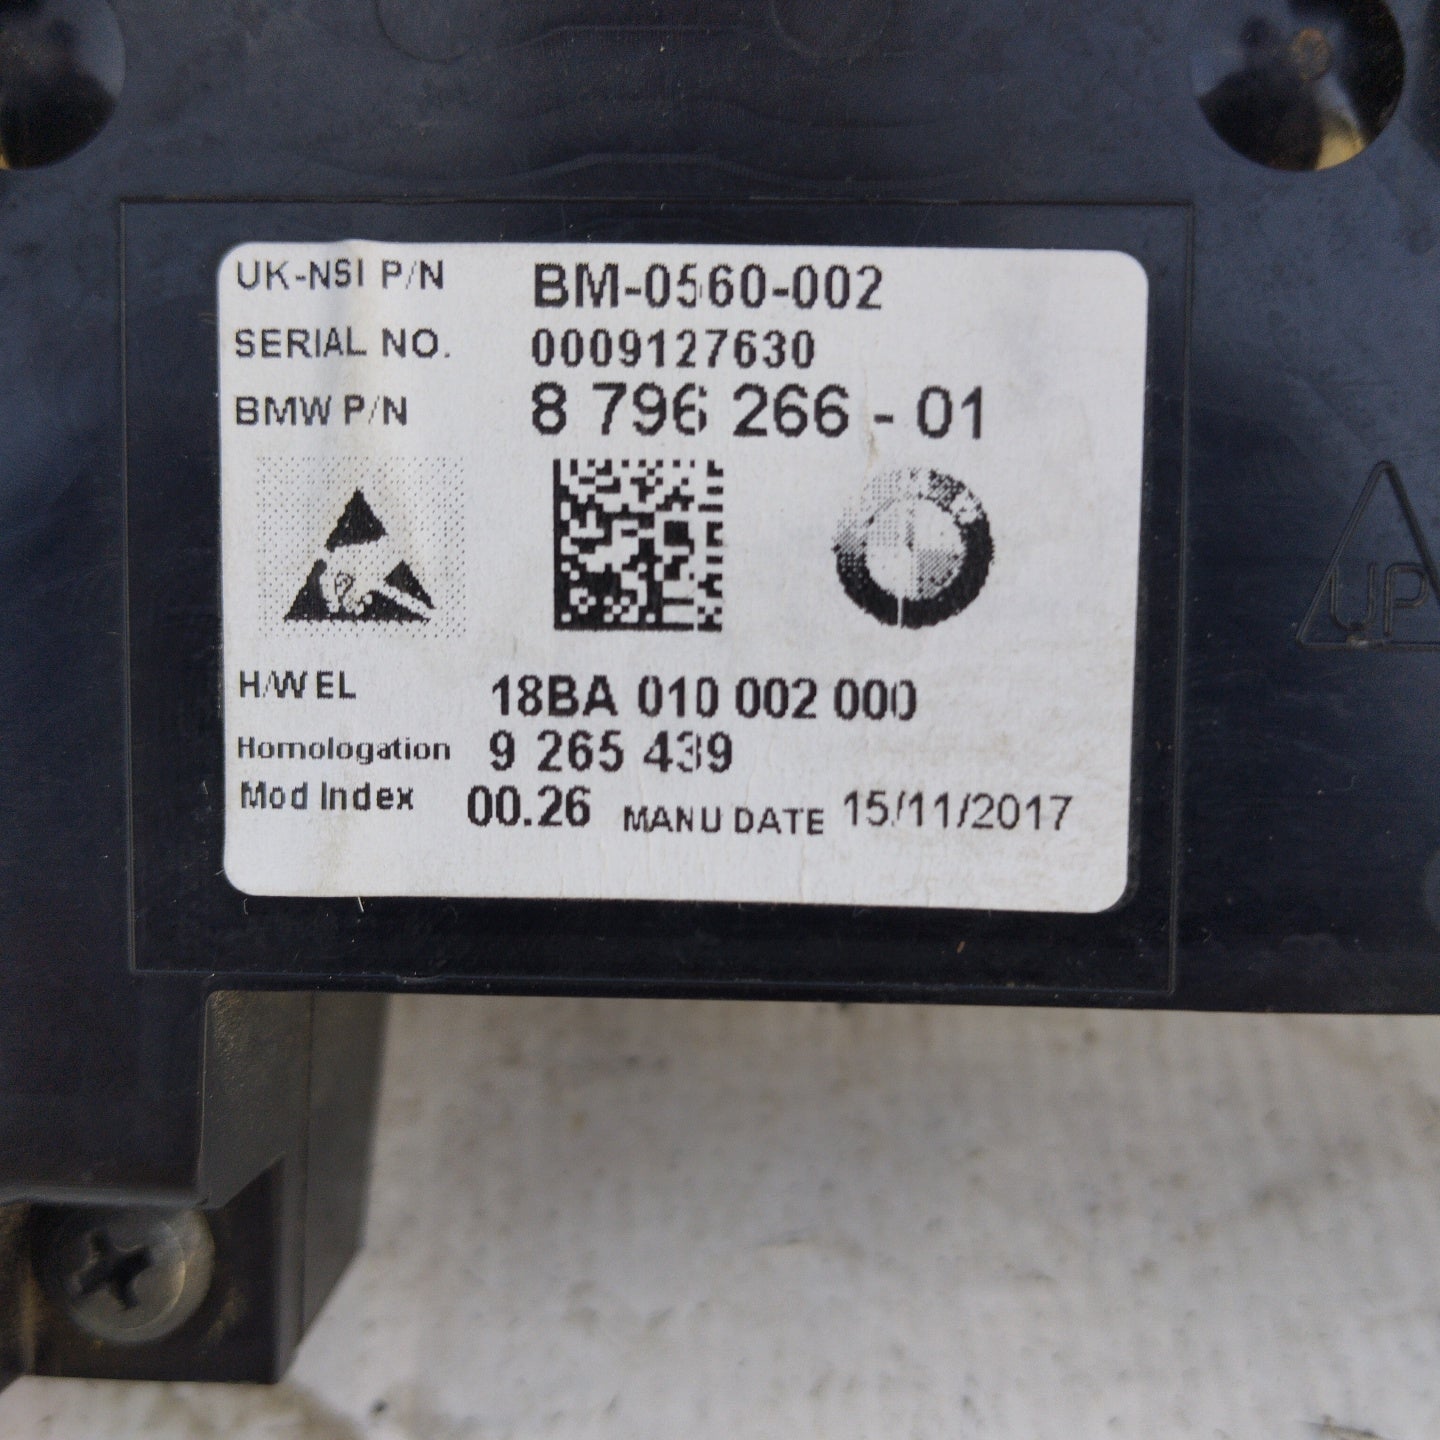 UK-NSI P/N BM-0560-002
SERIAL NO. 0009127630
BMW P/N 8 796 266 - 01
H/W EL 18BA 010 002 000
Homologation 9 265 439
Mod Index 00.26 MANU DATE 15/11/2017
UP